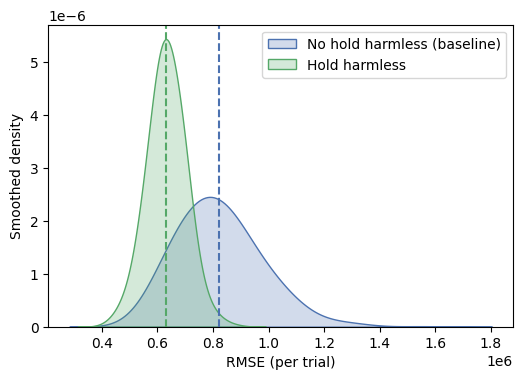 1e−6
No hold harmless (baseline)
Hold harmless
5
4
3
2
1
0
Smoothed density
0.4 0.6 0.8 1.0 1.2 1.4 1.6 1.8
1e6
RMSE (per trial)